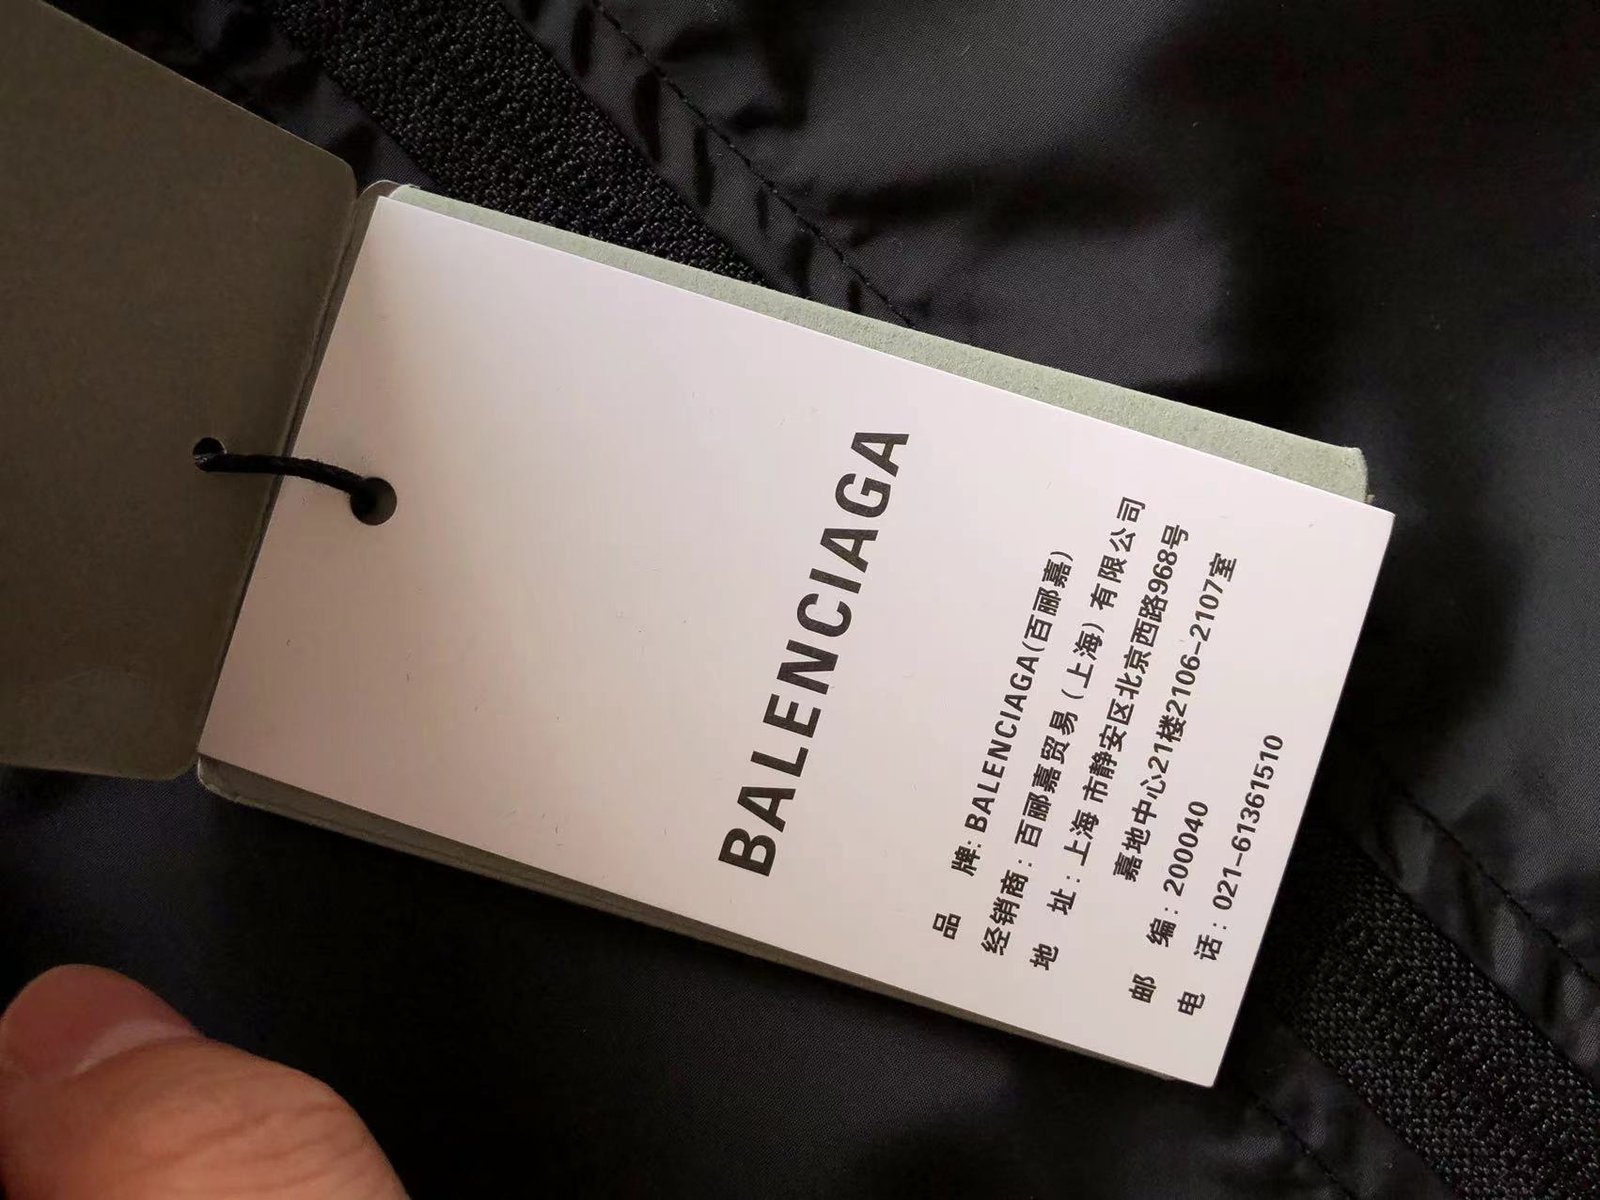 BALENCIAGA
品 牌: BALENCIAGA(百郦嘉)
经销商: 百郦嘉贸易（上海）有限公司
地 址: 上海 市静安区北京西路968号
嘉地中心21楼2106-2107室
邮 编: 200040
电 话: 021-61361510